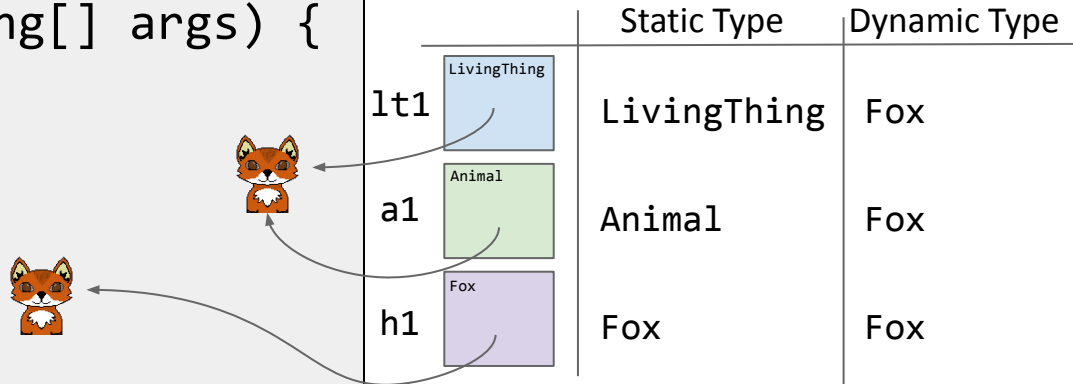 ng[] args) {
Static Type Dynamic Type
LivingThing
lt1 LivingThing Fox
Animal
a1 Animal Fox
Fox
h1 Fox Fox